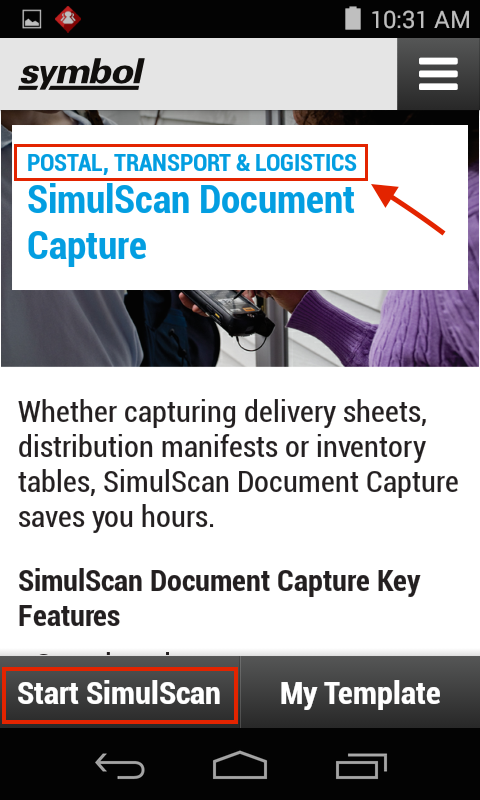 10:31 AM
symbol
POSTAL, TRANSPORT & LOGISTICS
SimulScan Document
Capture
Whether capturing delivery sheets,
distribution manifests or inventory
tables, SimulScan Document Capture
saves you hours.
SimulScan Document Capture Key
Features
Start SimulScan
My Template